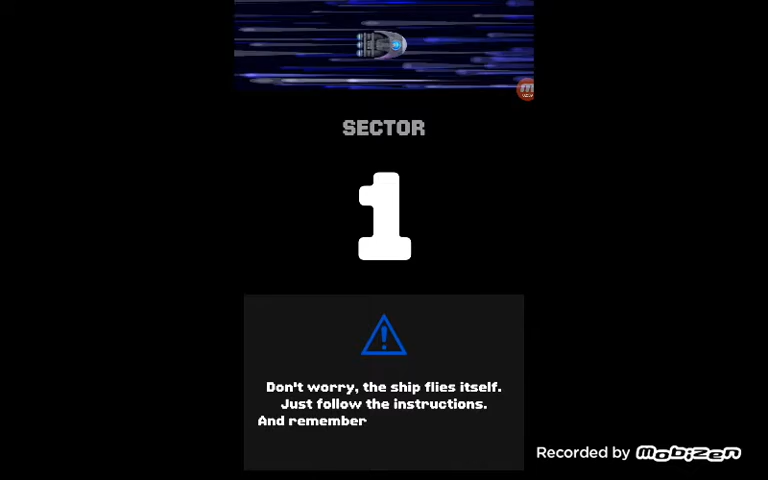 SECTOR
1
Don't worry, the ship flies itself.
Just follow the instructions.
And remember
Recorded by mobizen